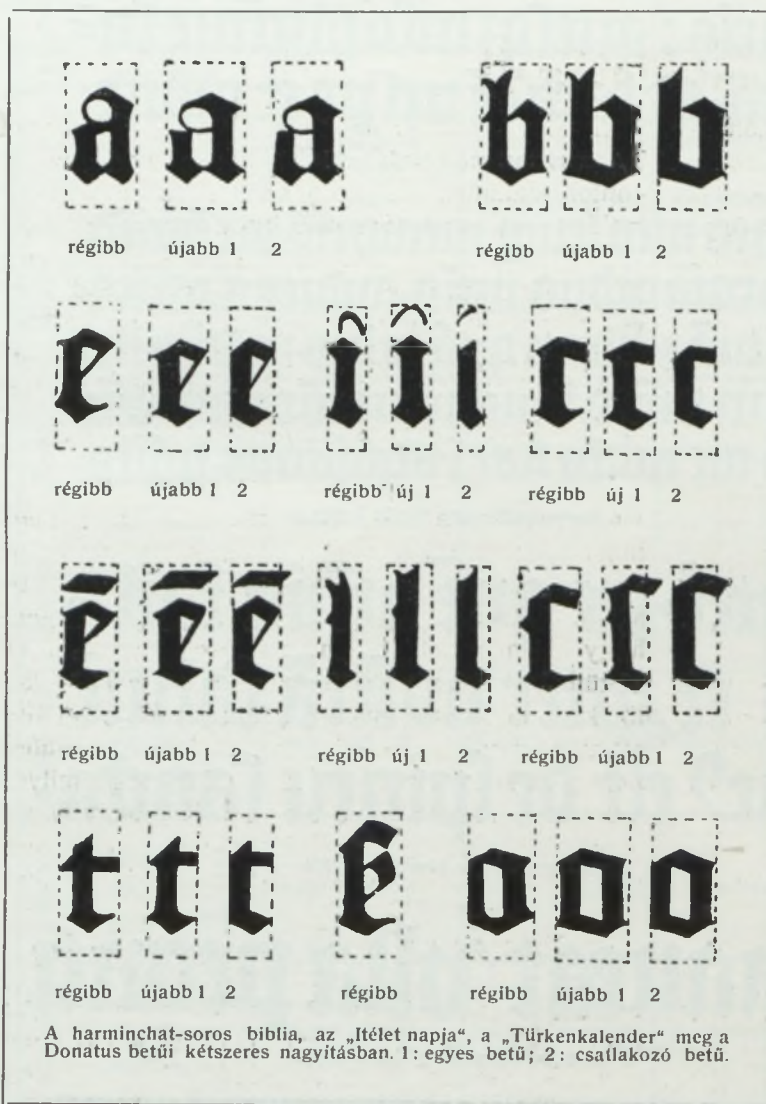 a a a b b b
régibb újabb 1 2 régibb újabb 1 2
e e e i i i c c c
régibb újabb 1 2 régibb új 1 2 régibb új 1 2
ē ē ē l l l ſ ſ ſ
régibb újabb 1 2 régibb új 1 2 régibb újabb 1 2
t t t o o o
régibb újabb 1 2 régibb régibb újabb 1 2
A harminchat-soros biblia, az „Itélet napja“, a „Türkenkalender“ meg a
Donatus betűi kétszeres nagyitásban. 1: egyes betű; 2: csatlakozó betű.